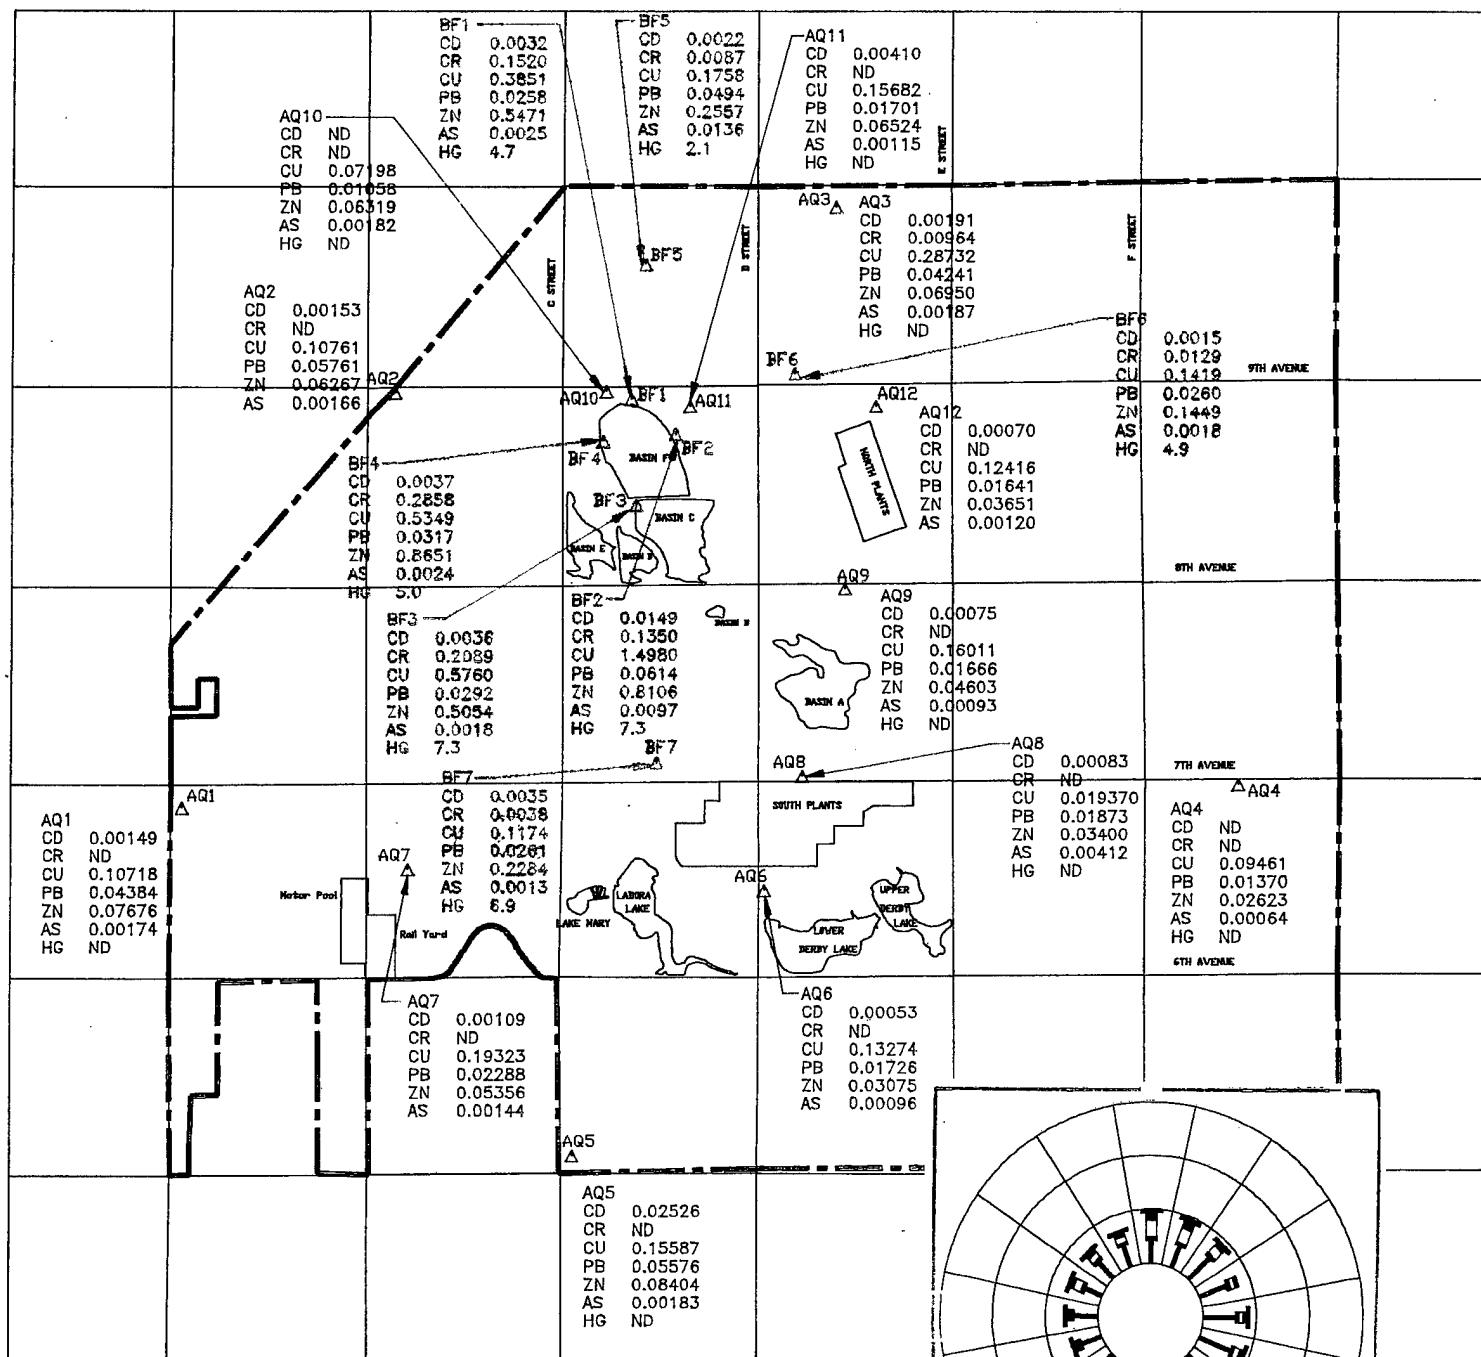 BF1
CD 0.0032
CR 0.1520
CU 0.3851
PB 0.0258
ZN 0.5471
AS 0.0025
HG 4.7
BF5
CD 0.0022
CR 0.0087
CU 0.1758
PB 0.0494
ZN 0.2557
AS 0.0136
HG 2.1
AQ11
CD 0.00410
CR ND
CU 0.15682
PB 0.01701
ZN 0.06524
AS 0.00115
HG ND
AQ10
CD ND
CR ND
CU 0.07198
PB 0.01058
ZN 0.06319
AS 0.00182
HG ND
E STREET
AQ3
AQ3
CD 0.00191
CR 0.00964
CU 0.28732
PB 0.04241
ZN 0.06950
AS 0.00187
HG ND
C STREET
D STREET
F STREET
BF5
AQ2
CD 0.00153
CR ND
CU 0.10761
PB 0.05761
ZN 0.06267
AS 0.00166
AQ2
BF6
CD 0.0015
CR 0.0129
CU 0.1419
PB 0.0260
ZN 0.1449
AS 0.0018
HG 4.9
9TH AVENUE
BF6
AQ10
BF1
AQ11
AQ12
AQ12
CD 0.00070
CR ND
CU 0.12416
PB 0.01641
ZN 0.03651
AS 0.00120
NORTH PLANTS
BF4
BASIN F
BF2
BF4
CD 0.0037
CR 0.2858
CU 0.5349
PB 0.0317
ZN 0.8651
AS 0.0024
HG 5.0
BF3
BASIN C
BASIN E
8TH AVENUE
AQ9
AQ9
CD 0.00075
CR ND
CU 0.16011
PB 0.01666
ZN 0.04603
AS 0.00093
HG ND
BF3
CD 0.0036
CR 0.2089
CU 0.5760
PB 0.0292
ZN 0.5054
AS 0.0018
HG 7.3
BF2
CD 0.0149
CR 0.1350
CU 1.4980
PB 0.0614
ZN 0.8106
AS 0.0097
HG 7.3
BASIN A
BF7
BF7
CD 0.0035
CR 0.0038
CU 0.1174
PB 0.0261
ZN 0.2284
AS 0.0013
HG 6.9
AQ8
AQ8
CD 0.00083
CR ND
CU 0.019370
PB 0.01873
ZN 0.03400
AS 0.00412
HG ND
7TH AVENUE
AQ4
AQ4
CD ND
CR ND
CU 0.09461
PB 0.01370
ZN 0.02623
AS 0.00064
HG ND
SOUTH PLANTS
AQ1
AQ1
CD 0.00149
CR ND
CU 0.10718
PB 0.04384
ZN 0.07676
AS 0.00174
HG ND
AQ7
Motor Pool
Rail Yard
LAKE MARY
LADORA
LAKE
AQ6
UPPER
DERBY
LAKE
LOWER
DERBY LAKE
6TH AVENUE
AQ7
CD 0.00109
CR ND
CU 0.19323
PB 0.02288
ZN 0.05356
AS 0.00144
AQ6
CD 0.00053
CR ND
CU 0.13274
PB 0.01726
ZN 0.03075
AS 0.00096
AQ5
AQ5
CD 0.02526
CR ND
CU 0.15587
PB 0.05576
ZN 0.08404
AS 0.00183
HG ND